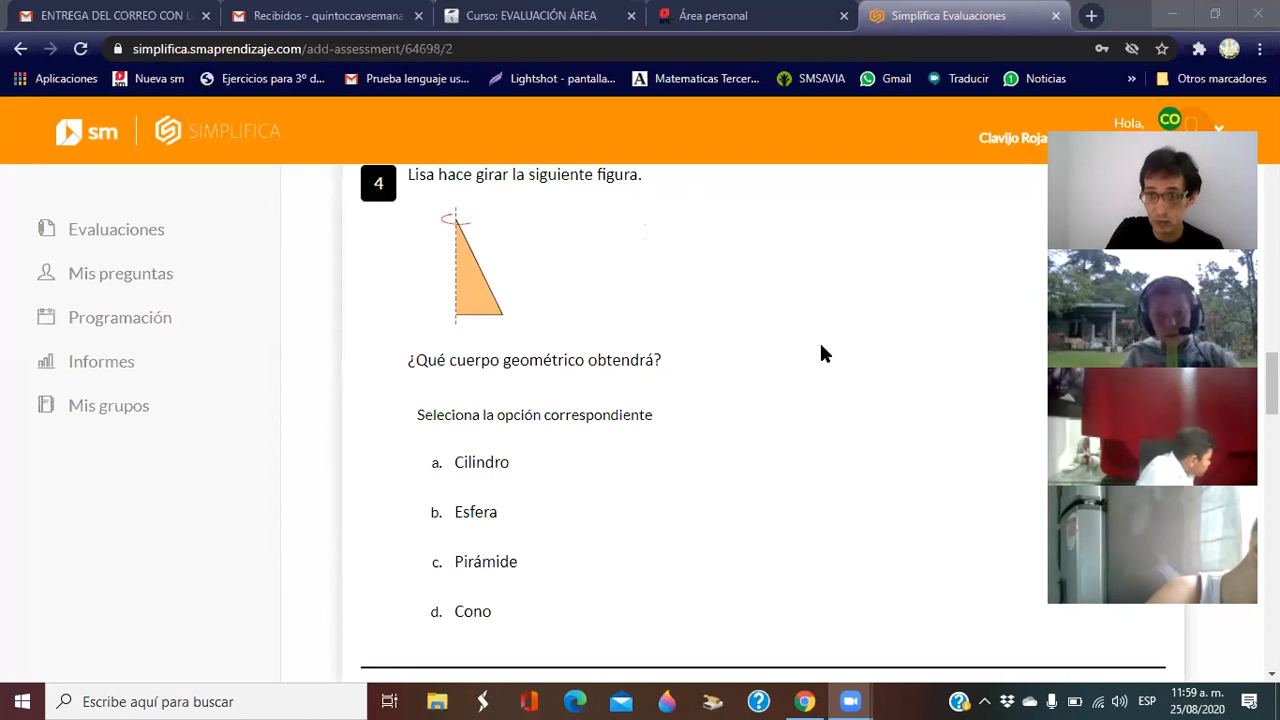 ENTREGA DEL CORREO CON L
Recibidos - quintoccavsemana
Curso: EVALUACIÓN ÁREA
Área personal
Simplifica Evaluaciones
simplifica.smaprendizaje.com/add-assessment/64698/2
Aplicaciones
Nueva sm
Ejercicios para 3º d...
Prueba lenguaje us...
Lightshot - pantalla...
Matematicas Tercer...
SMSAVIA
Gmail
Traducir
Noticias
»
Otros marcadores
sm
SIMPLIFICA
Hola,
CO
Clavijo Rojas
Evaluaciones
Mis preguntas
Programación
Informes
Mis grupos
4 Lisa hace girar la siguiente figura.
¿Qué cuerpo geométrico obtendrá?
Seleciona la opción correspondiente
a. Cilindro
b. Esfera
c. Pirámide
d. Cono
Escribe aquí para buscar
ESP
11:59 a. m.
25/08/2020